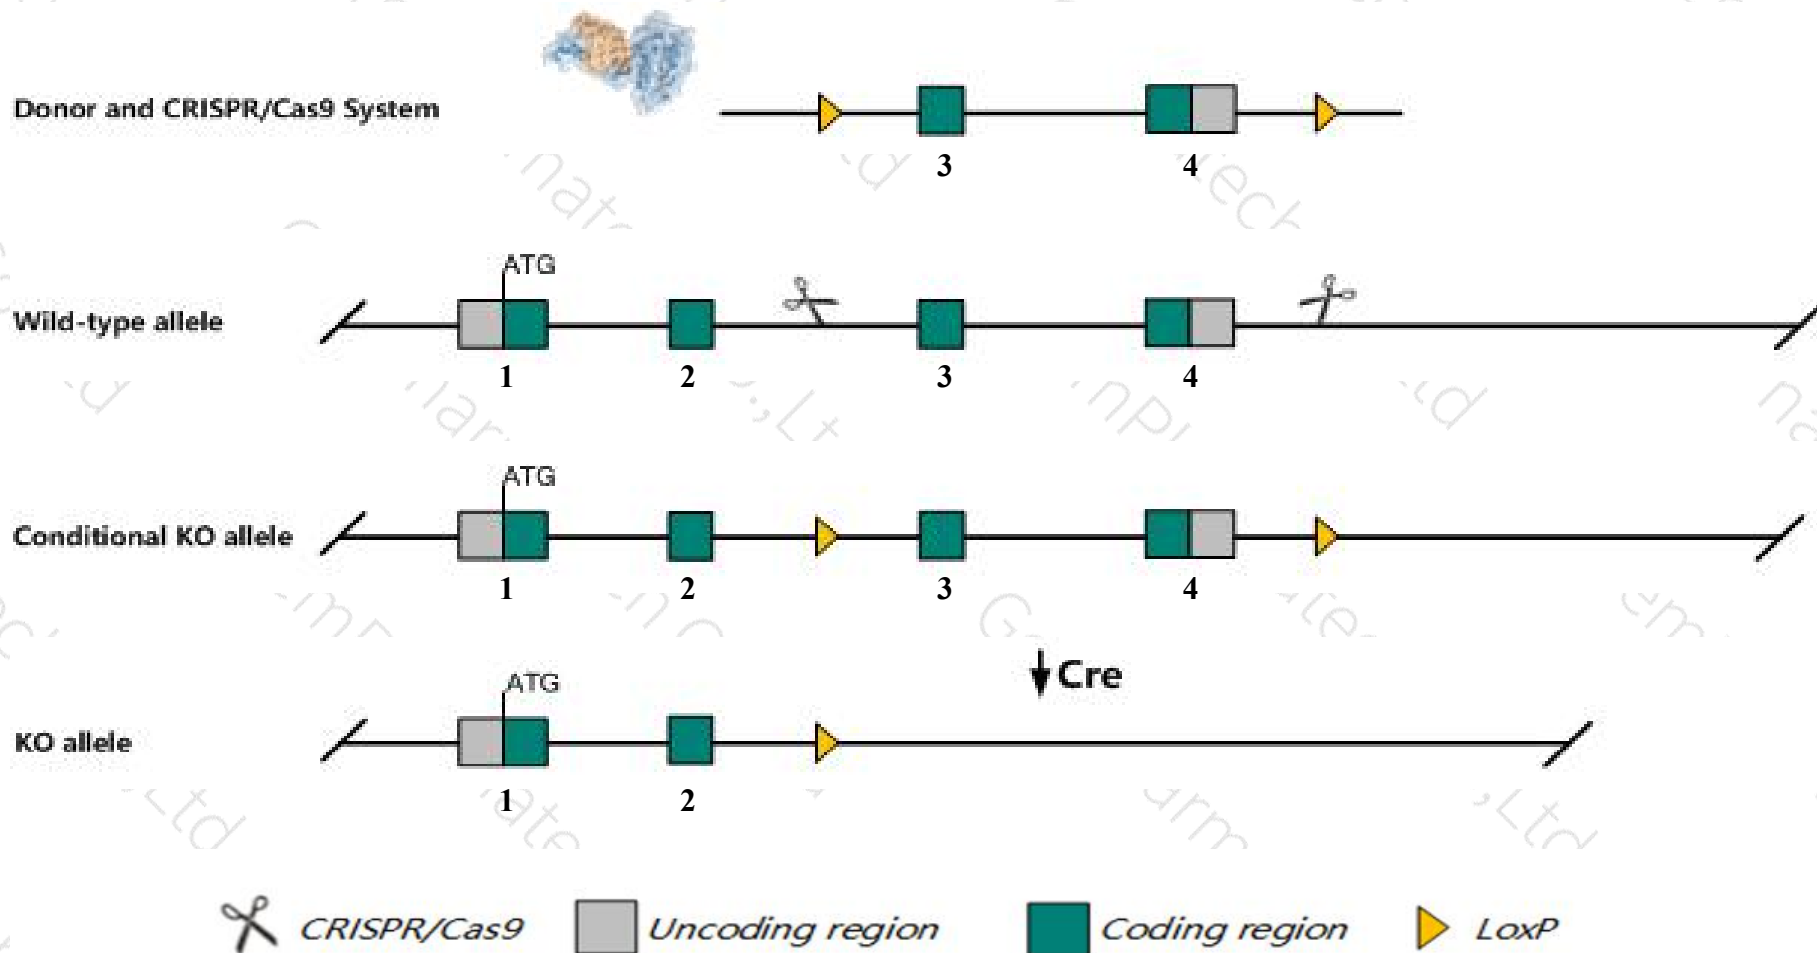 Donor and CRISPR/Cas9 System
3 4
ATG
Wild-type allele
1 2 3 4
ATG
Conditional KO allele
1 2 3 4
Cre
ATG
KO allele
1 2
CRISPR/Cas9 Uncoding region Coding region LoxP